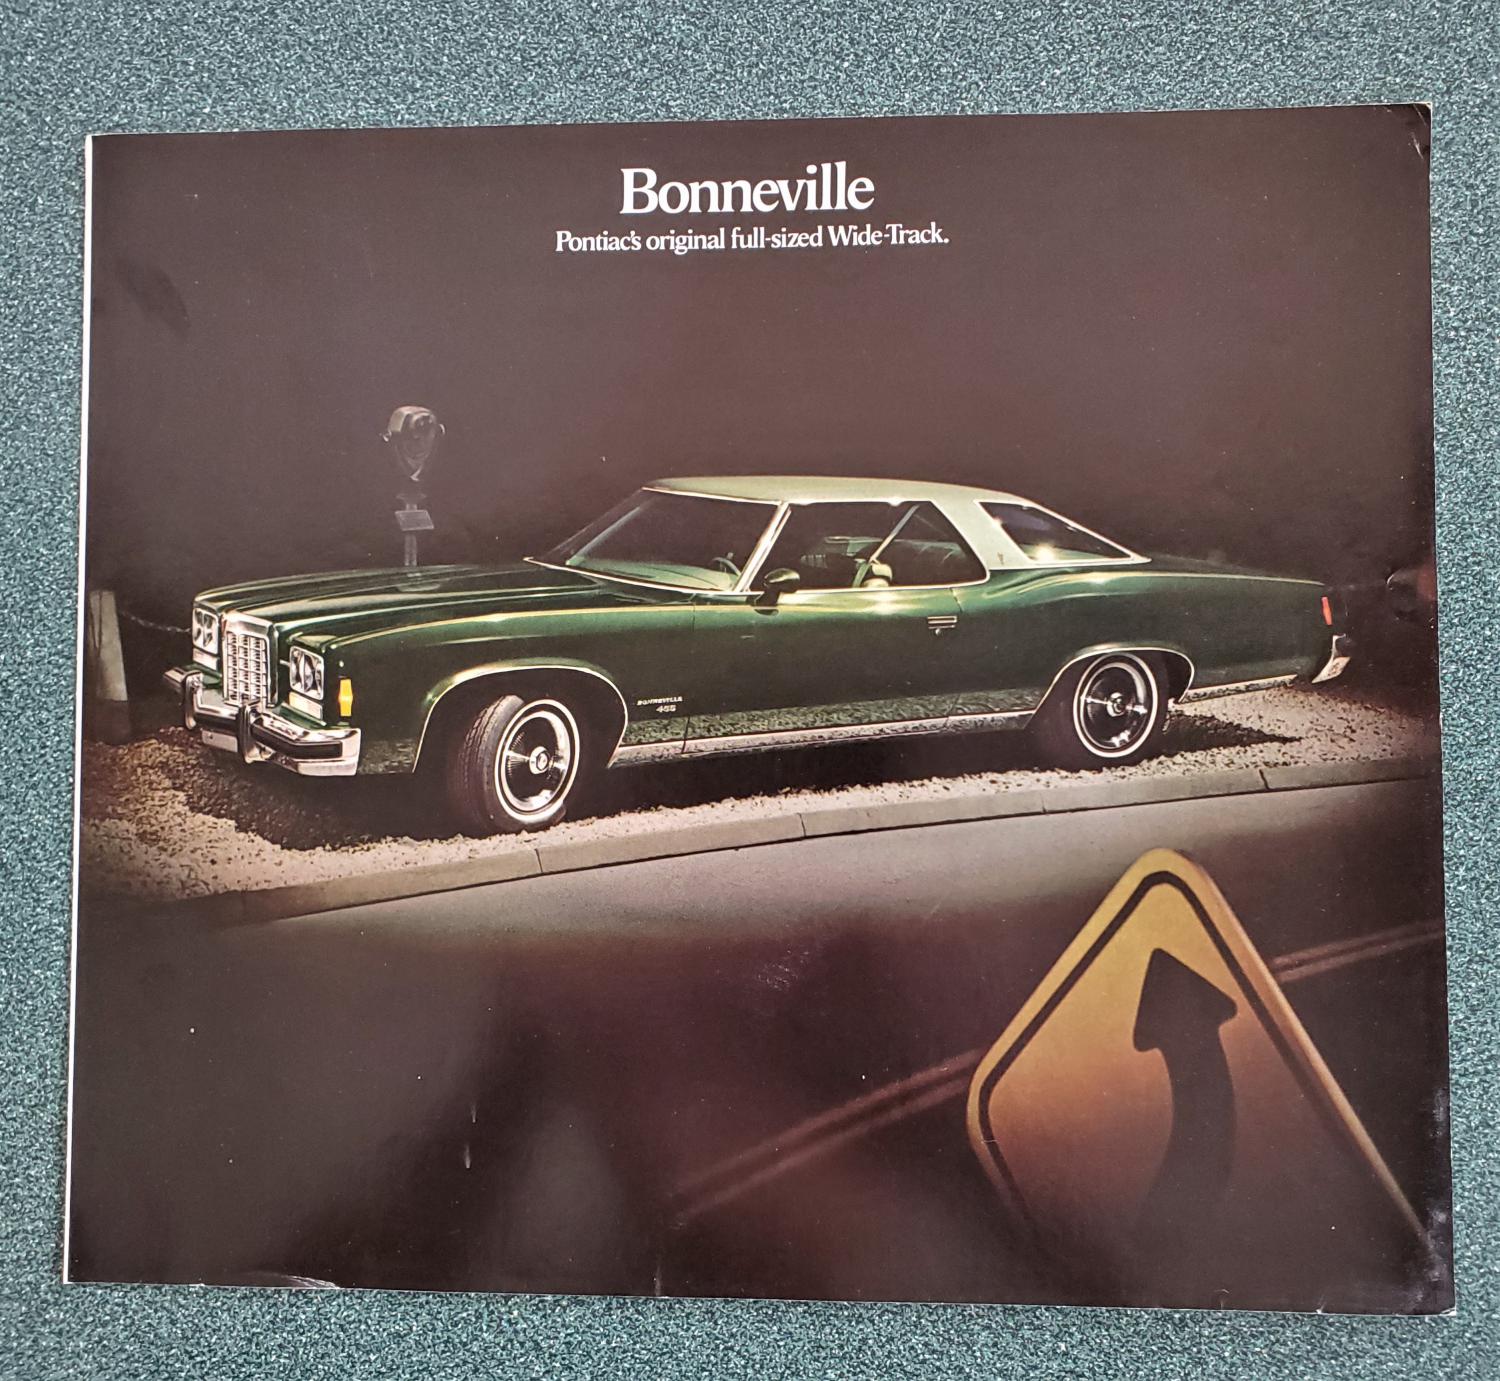 Bonneville
Pontiac's original full-sized Wide-Track.
BONNEVILLE
455